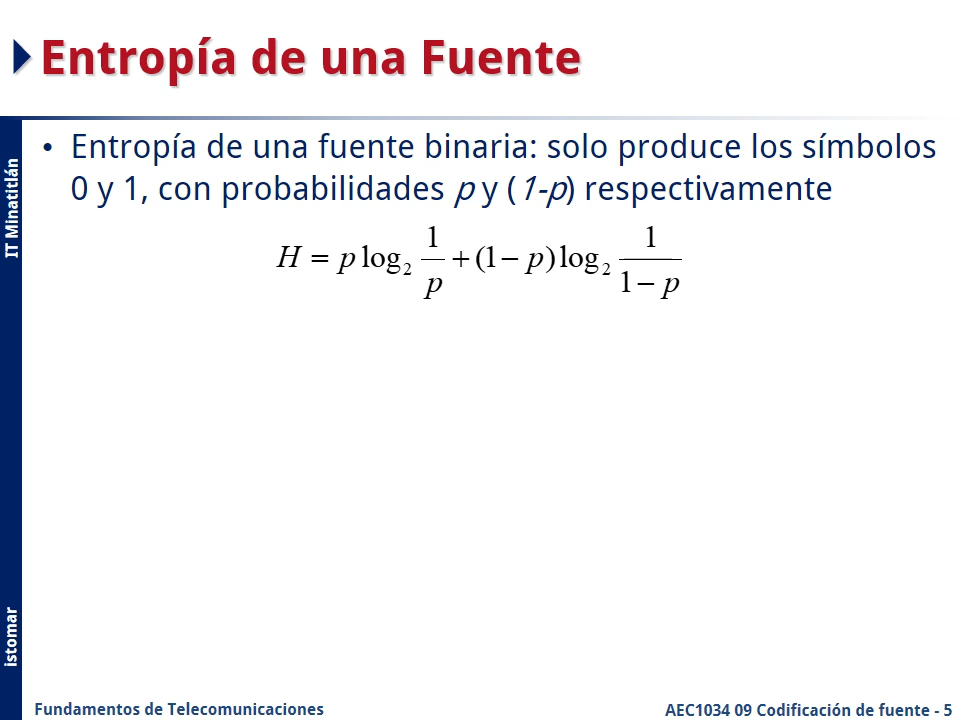 Entropía de una Fuente
• Entropía de una fuente binaria: solo produce los símbolos
0 y 1, con probabilidades p y (1-p) respectivamente
H = p log₂ 1/p + (1 − p) log₂ 1/(1 − p)
IT Minatitlán
istomar
Fundamentos de Telecomunicaciones
AEC1034 09 Codificación de fuente - 5